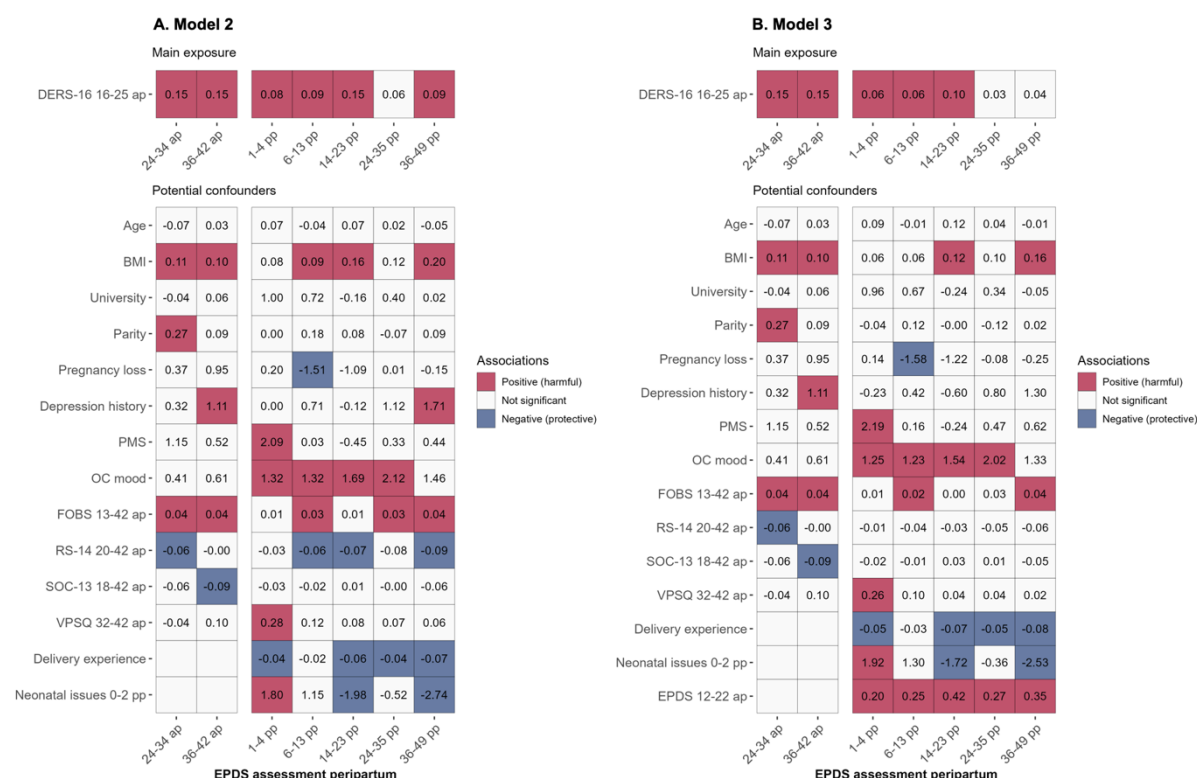 A. Model 2
Main exposure
DERS-16 16-25 ap 0.15 0.15 0.08 0.09 0.15 0.06 0.09
24-34 ap 36-42 ap 1-4 pp 6-13 pp 14-23 pp 24-35 pp 36-49 pp
Potential confounders
Age -0.07 0.03 0.07 -0.04 0.07 0.02 -0.05
BMI 0.11 0.10 0.08 0.09 0.16 0.12 0.20
University -0.04 0.06 1.00 0.72 -0.16 0.40 0.02
Parity 0.27 0.09 0.00 0.18 0.08 -0.07 0.09
Pregnancy loss 0.37 0.95 0.20 -1.51 -1.09 0.01 -0.15
Depression history 0.32 1.11 0.00 0.71 -0.12 1.12 1.71
PMS 1.15 0.52 2.09 0.03 -0.45 0.33 0.44
OC mood 0.41 0.61 1.32 1.32 1.69 2.12 1.46
FOBS 13-42 ap 0.04 0.04 0.01 0.03 0.01 0.03 0.04
RS-14 20-42 ap -0.06 -0.00 -0.03 -0.06 -0.07 -0.08 -0.09
SOC-13 18-42 ap -0.06 -0.09 -0.03 -0.02 0.01 -0.00 -0.06
VPSQ 32-42 ap -0.04 0.10 0.28 0.12 0.08 0.07 0.06
Delivery experience -0.04 -0.02 -0.06 -0.04 -0.07
Neonatal issues 0-2 pp 1.80 1.15 -1.98 -0.52 -2.74
24-34 ap 36-42 ap 1-4 pp 6-13 pp 14-23 pp 24-35 pp 36-49 pp
EPDS assessment peripartum
Associations
Positive (harmful)
Not significant
Negative (protective)
B. Model 3
Main exposure
DERS-16 16-25 ap 0.15 0.15 0.06 0.06 0.10 0.03 0.04
24-34 ap 36-42 ap 1-4 pp 6-13 pp 14-23 pp 24-35 pp 36-49 pp
Potential confounders
Age -0.07 0.03 0.09 -0.01 0.12 0.04 -0.01
BMI 0.11 0.10 0.06 0.06 0.12 0.10 0.16
University -0.04 0.06 0.96 0.67 -0.24 0.34 -0.05
Parity 0.27 0.09 -0.04 0.12 -0.00 -0.12 0.02
Pregnancy loss 0.37 0.95 0.14 -1.58 -1.22 -0.08 -0.25
Depression history 0.32 1.11 -0.23 0.42 -0.60 0.80 1.30
PMS 1.15 0.52 2.19 0.16 -0.24 0.47 0.62
OC mood 0.41 0.61 1.25 1.23 1.54 2.02 1.33
FOBS 13-42 ap 0.04 0.04 0.01 0.02 0.00 0.03 0.04
RS-14 20-42 ap -0.06 -0.00 -0.01 -0.04 -0.03 -0.05 -0.06
SOC-13 18-42 ap -0.06 -0.09 -0.02 -0.01 0.03 0.01 -0.05
VPSQ 32-42 ap -0.04 0.10 0.26 0.10 0.04 0.04 0.02
Delivery experience -0.05 -0.03 -0.07 -0.05 -0.08
Neonatal issues 0-2 pp 1.92 1.30 -1.72 -0.36 -2.53
EPDS 12-22 ap 0.20 0.25 0.42 0.27 0.35
24-34 ap 36-42 ap 1-4 pp 6-13 pp 14-23 pp 24-35 pp 36-49 pp
EPDS assessment peripartum
Associations
Positive (harmful)
Not significant
Negative (protective)